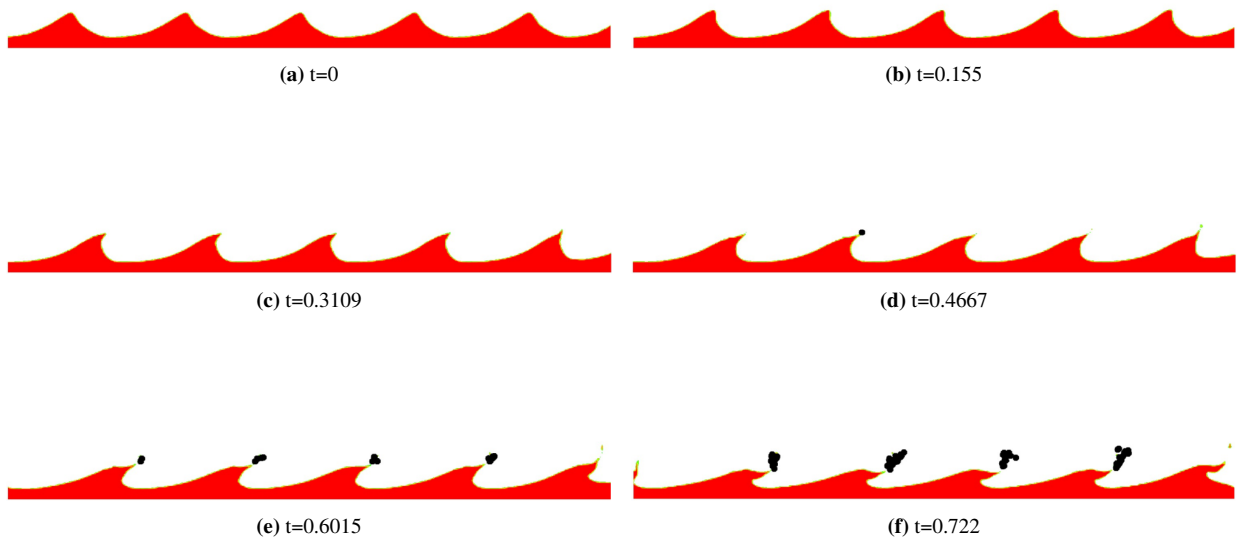 (a) t=0
(b) t=0.155
(c) t=0.3109
(d) t=0.4667
(e) t=0.6015
(f) t=0.722